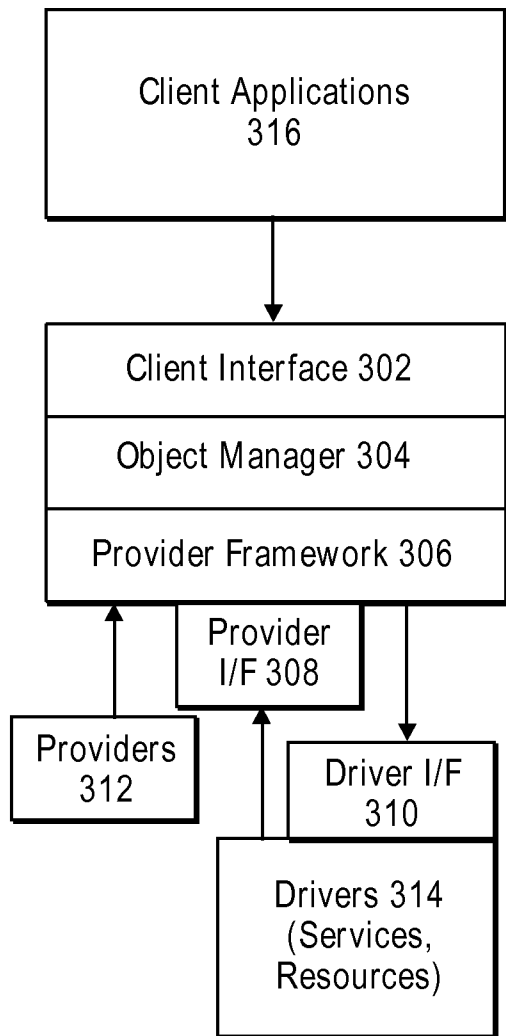 Client Applications
316
Client Interface 302
Object Manager 304
Provider Framework 306
Provider
I/F 308
Providers
312
Driver I/F
310
Drivers 314
(Services,
Resources)